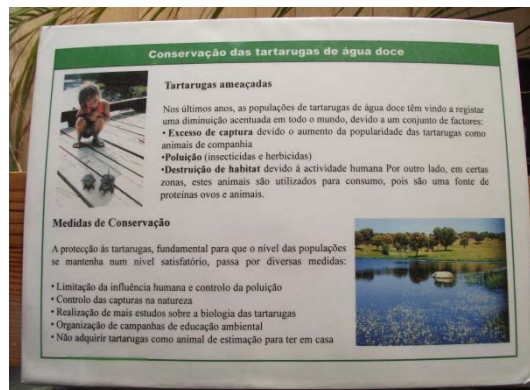 Conservação das tartarugas de água doce
Tartarugas ameaçadas
Nos últimos anos, as populações de tartarugas de água doce têm vindo a registar
uma diminuição acentuada em todo o mundo, devido a um conjunto de factores:
• Excesso de captura devido o aumento da popularidade das tartarugas como
animais de companhia
•Poluição (insecticidas e herbicidas)
•Destruição de habitat devido à actividade humana Por outro lado, em certas
zonas, estes animais são utilizados para consumo, pois são uma fonte de
proteínas ovos e animais.
Medidas de Conservação
A protecção às tartarugas, fundamental para que o nível das populações
se mantenha num nível satisfatório, passa por diversas medidas:
• Limitação da influência humana e controlo da poluição
• Controlo das capturas na natureza
• Realização de mais estudos sobre a biologia das tartarugas
• Organização de campanhas de educação ambiental
• Não adquirir tartarugas como animal de estimação para ter em casa